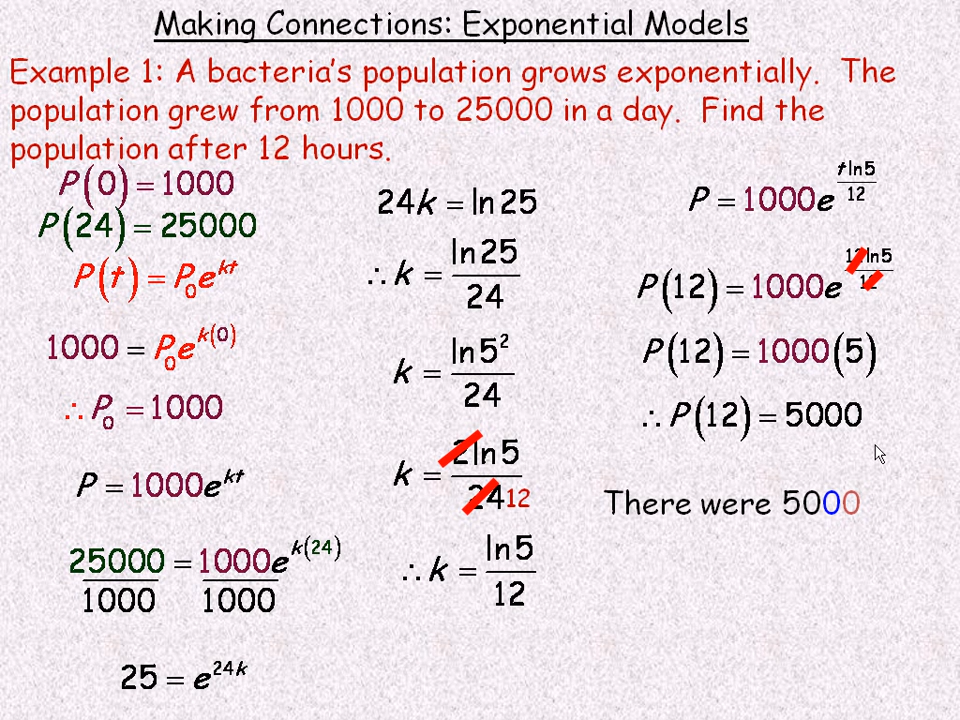 Making Connections: Exponential Models
Example 1: A bacteria's population grows exponentially. The
population grew from 1000 to 25000 in a day. Find the
population after 12 hours.
P(0) = 1000
P(24) = 25000
P(t) = P₀e^{kt}
1000 = P₀e^{k(0)}
∴ P₀ = 1000
P = 1000e^{kt}
25000/1000 = 1000e^{k(24)}/1000
25 = e^{24k}
24k = ln25
∴ k = ln25/24
k = ln5²/24
k = 2ln5/24 12
∴ k = ln5/12
P = 1000e^{tln5/12}
P(12) = 1000e^{12ln5/12}
P(12) = 1000(5)
∴ P(12) = 5000
There were 5000